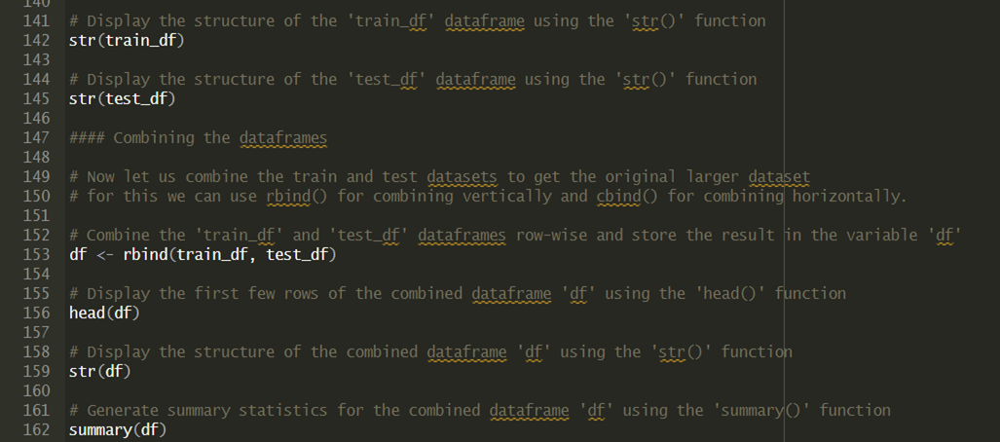 140
141 # Display the structure of the 'train_df' dataframe using the 'str()' function
142 str(train_df)
143
144 # Display the structure of the 'test_df' dataframe using the 'str()' function
145 str(test_df)
146
147 #### Combining the dataframes
148
149 # Now let us combine the train and test datasets to get the original larger dataset
150 # for this we can use rbind() for combining vertically and cbind() for combining horizontally.
151
152 # Combine the 'train_df' and 'test_df' dataframes row-wise and store the result in the variable 'df'
153 df <- rbind(train_df, test_df)
154
155 # Display the first few rows of the combined dataframe 'df' using the 'head()' function
156 head(df)
157
158 # Display the structure of the combined dataframe 'df' using the 'str()' function
159 str(df)
160
161 # Generate summary statistics for the combined dataframe 'df' using the 'summary()' function
162 summary(df)